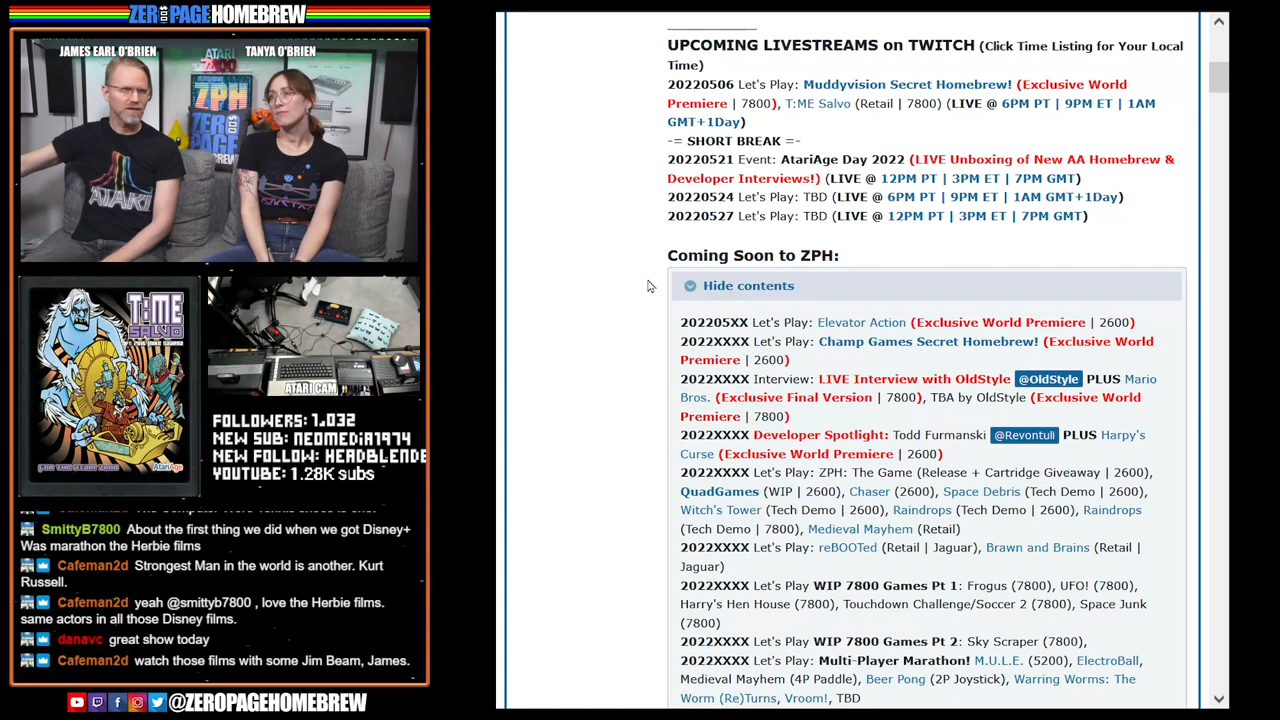 ZERO PAGE HOMEBREW
JAMES EARL O'BRIEN
TANYA O'BRIEN
ATARI
ZPH
ZERO
PAGE
HOMEBREW
ATARI
T:ME
SALVO
AtariAge
ATARI CAM
FOLLOWERS: 1,032
NEW SUB: NEOMEDIA1974
NEW FOLLOW: HEADBLENDE
YOUTUBE: 1.28K subs
SmittyB7800 About the first thing we did when we got Disney+
Was marathon the Herbie films
Cafeman2d Strongest Man in the world is another. Kurt
Russell.
Cafeman2d yeah @smittyb7800 , love the Herbie films.
same actors in all those Disney films.
danavc great show today
Cafeman2d watch those films with some Jim Beam, James.
@ZEROPAGEHOMEBREW
UPCOMING LIVESTREAMS on TWITCH (Click Time Listing for Your Local
Time)
20220506 Let's Play: Muddyvision Secret Homebrew! (Exclusive World
Premiere | 7800), T:ME Salvo (Retail | 7800) (LIVE @ 6PM PT | 9PM ET | 1AM
GMT+1Day)
-= SHORT BREAK =-
20220521 Event: AtariAge Day 2022 (LIVE Unboxing of New AA Homebrew &
Developer Interviews!) (LIVE @ 12PM PT | 3PM ET | 7PM GMT)
20220524 Let's Play: TBD (LIVE @ 6PM PT | 9PM ET | 1AM GMT+1Day)
20220527 Let's Play: TBD (LIVE @ 12PM PT | 3PM ET | 7PM GMT)
Coming Soon to ZPH:
Hide contents
202205XX Let's Play: Elevator Action (Exclusive World Premiere | 2600)
2022XXXX Let's Play: Champ Games Secret Homebrew! (Exclusive World
Premiere | 2600)
2022XXXX Interview: LIVE Interview with OldStyle @OldStyle PLUS Mario
Bros. (Exclusive Final Version | 7800), TBA by OldStyle (Exclusive World
Premiere | 7800)
2022XXXX Developer Spotlight: Todd Furmanski @Revontuli PLUS Harpy's
Curse (Exclusive World Premiere | 2600)
2022XXXX Let's Play: ZPH: The Game (Release + Cartridge Giveaway | 2600),
QuadGames (WIP | 2600), Chaser (2600), Space Debris (Tech Demo | 2600),
Witch's Tower (Tech Demo | 2600), Raindrops (Tech Demo | 2600), Raindrops
(Tech Demo | 7800), Medieval Mayhem (Retail)
2022XXXX Let's Play: reBOOTed (Retail | Jaguar), Brawn and Brains (Retail |
Jaguar)
2022XXXX Let's Play WIP 7800 Games Pt 1: Frogus (7800), UFO! (7800),
Harry's Hen House (7800), Touchdown Challenge/Soccer 2 (7800), Space Junk
(7800)
2022XXXX Let's Play WIP 7800 Games Pt 2: Sky Scraper (7800),
2022XXXX Let's Play: Multi-Player Marathon! M.U.L.E. (5200), ElectroBall,
Medieval Mayhem (4P Paddle), Beer Pong (2P Joystick), Warring Worms: The
Worm (Re)Turns, Vroom!, TBD